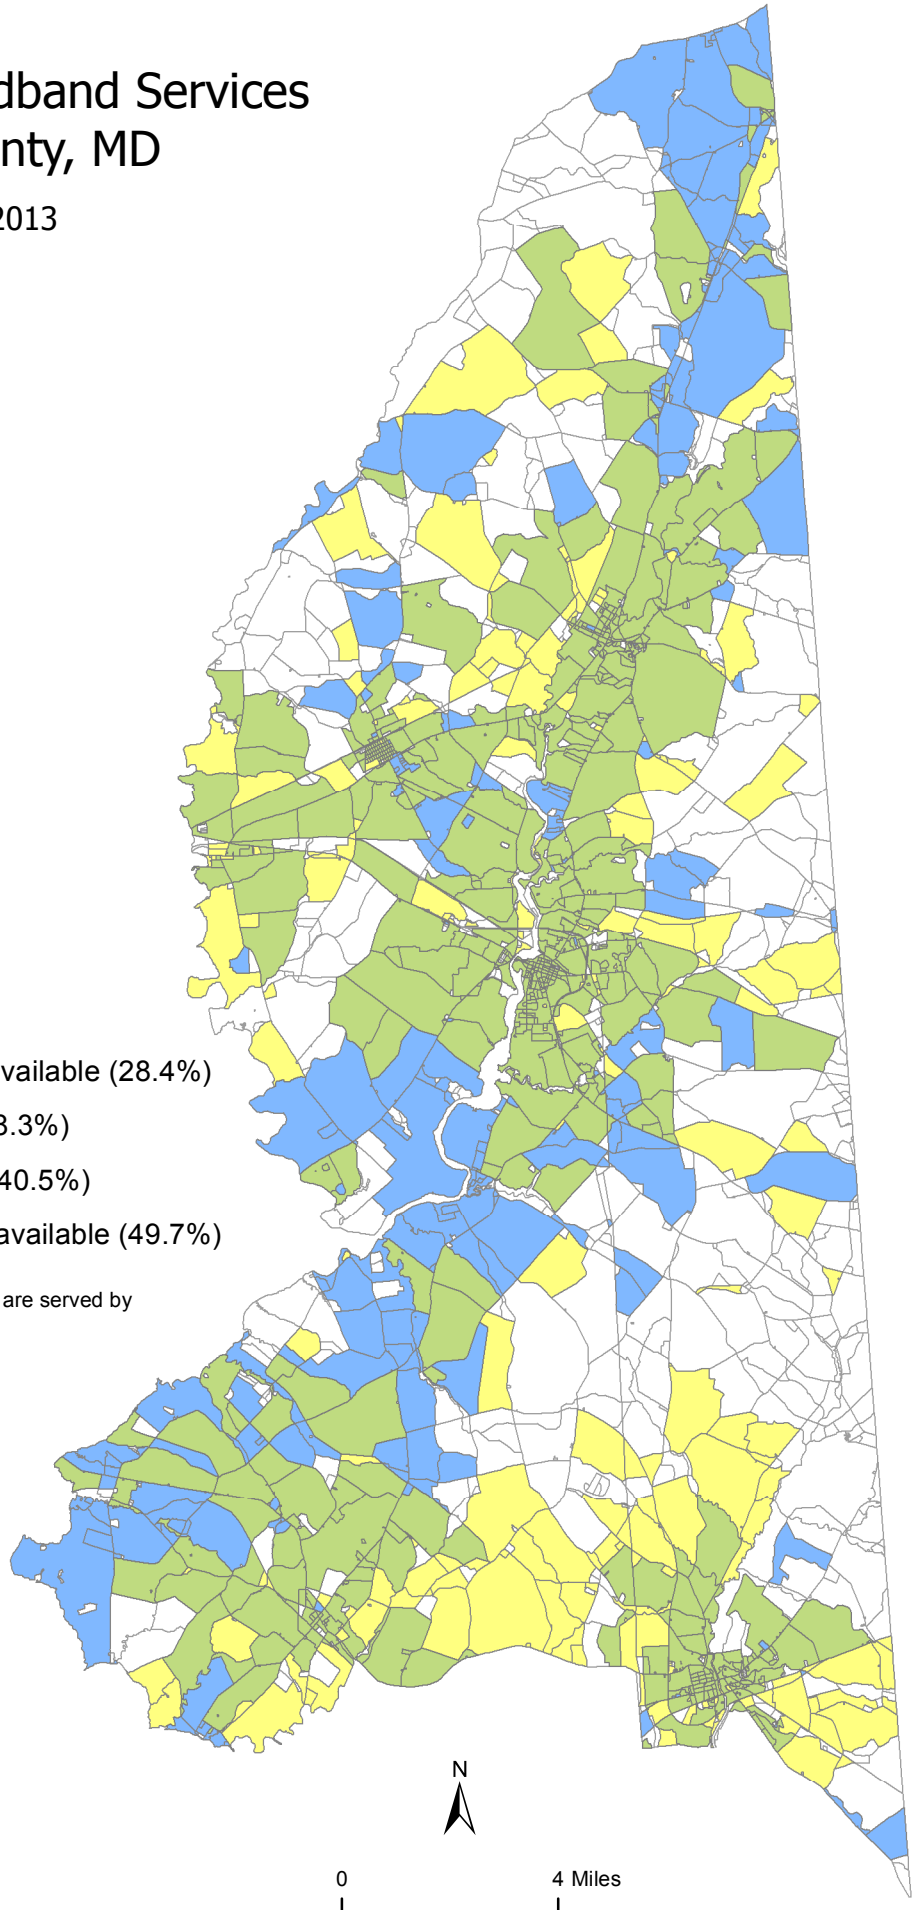 dband Services
nty, MD
2013
vailable (28.4%)
3.3%)
40.5%)
available (49.7%)
are served by
N
0 4 Miles